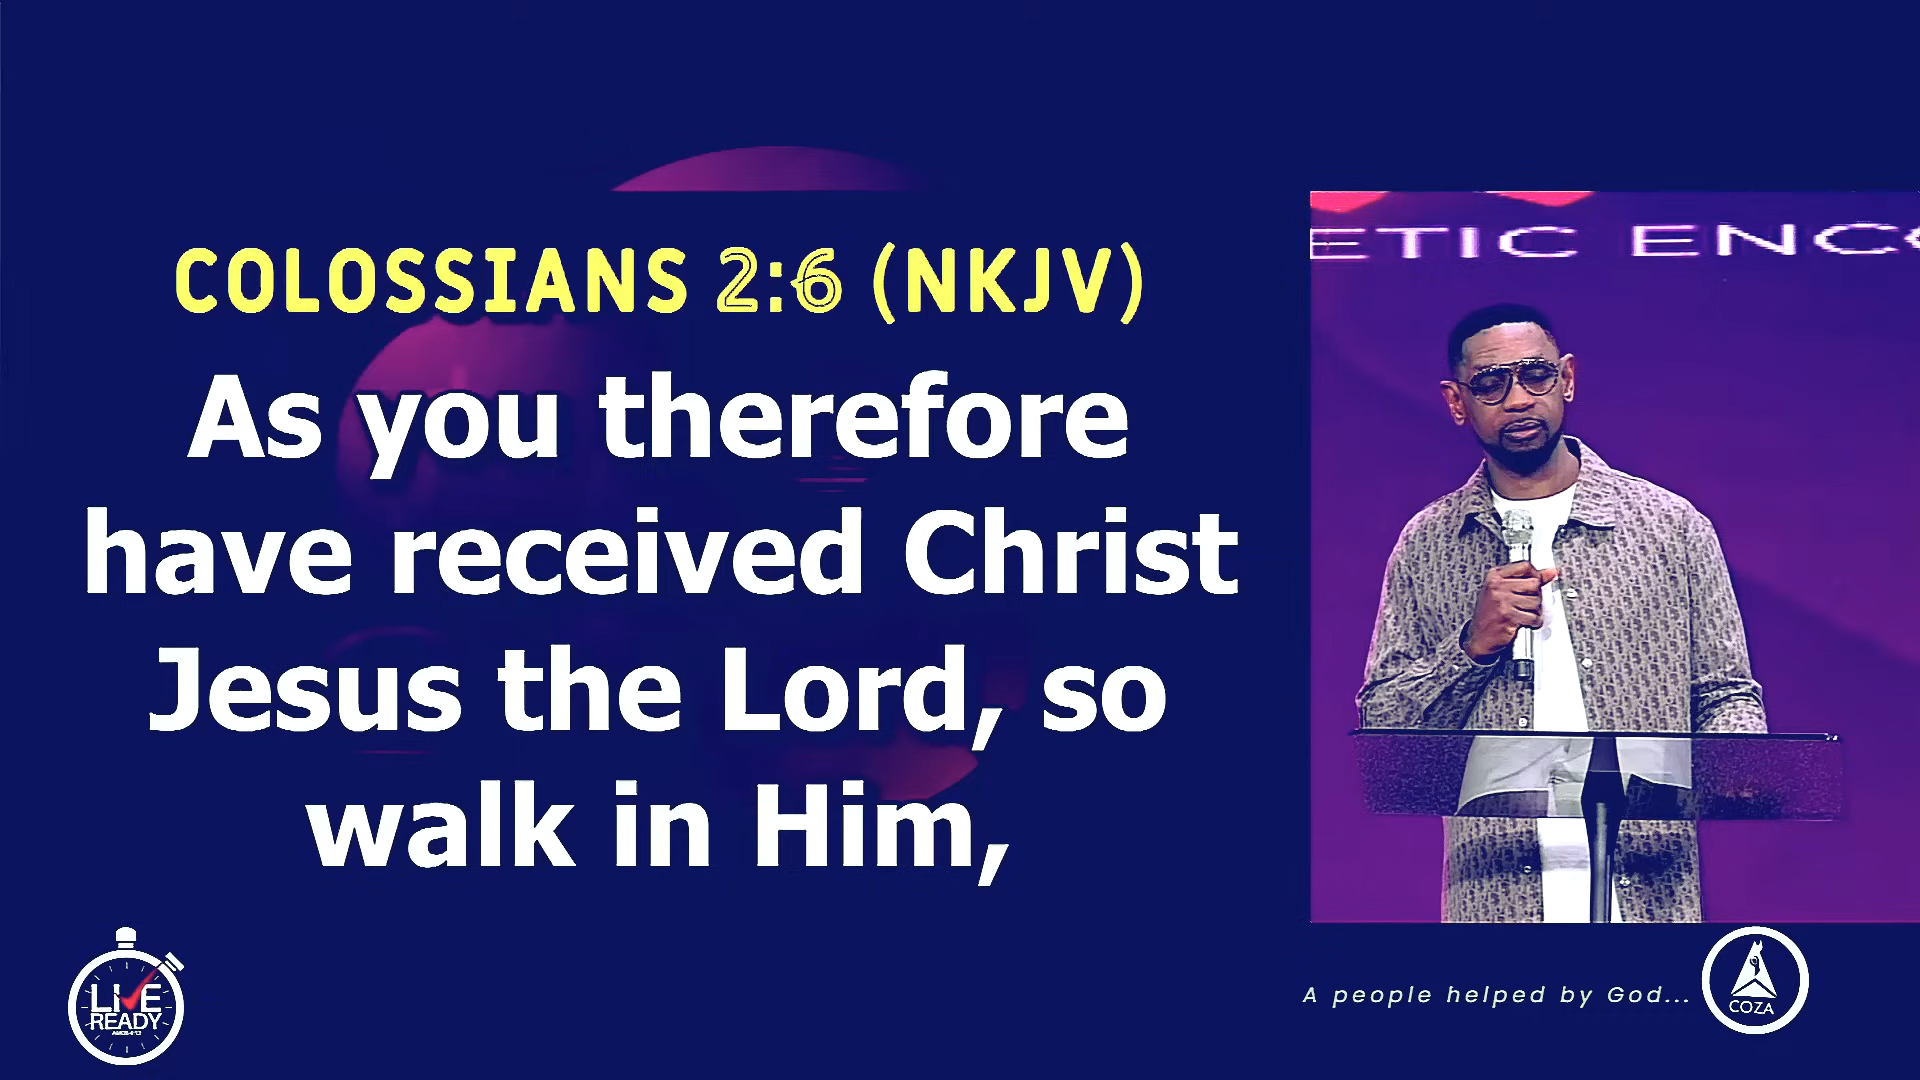 ETIC ENC
COLOSSIANS 2:6 (NKJV)
As you therefore
have received Christ
Jesus the Lord, so
walk in Him,
LIVE
READY
A people helped by God...
COZA